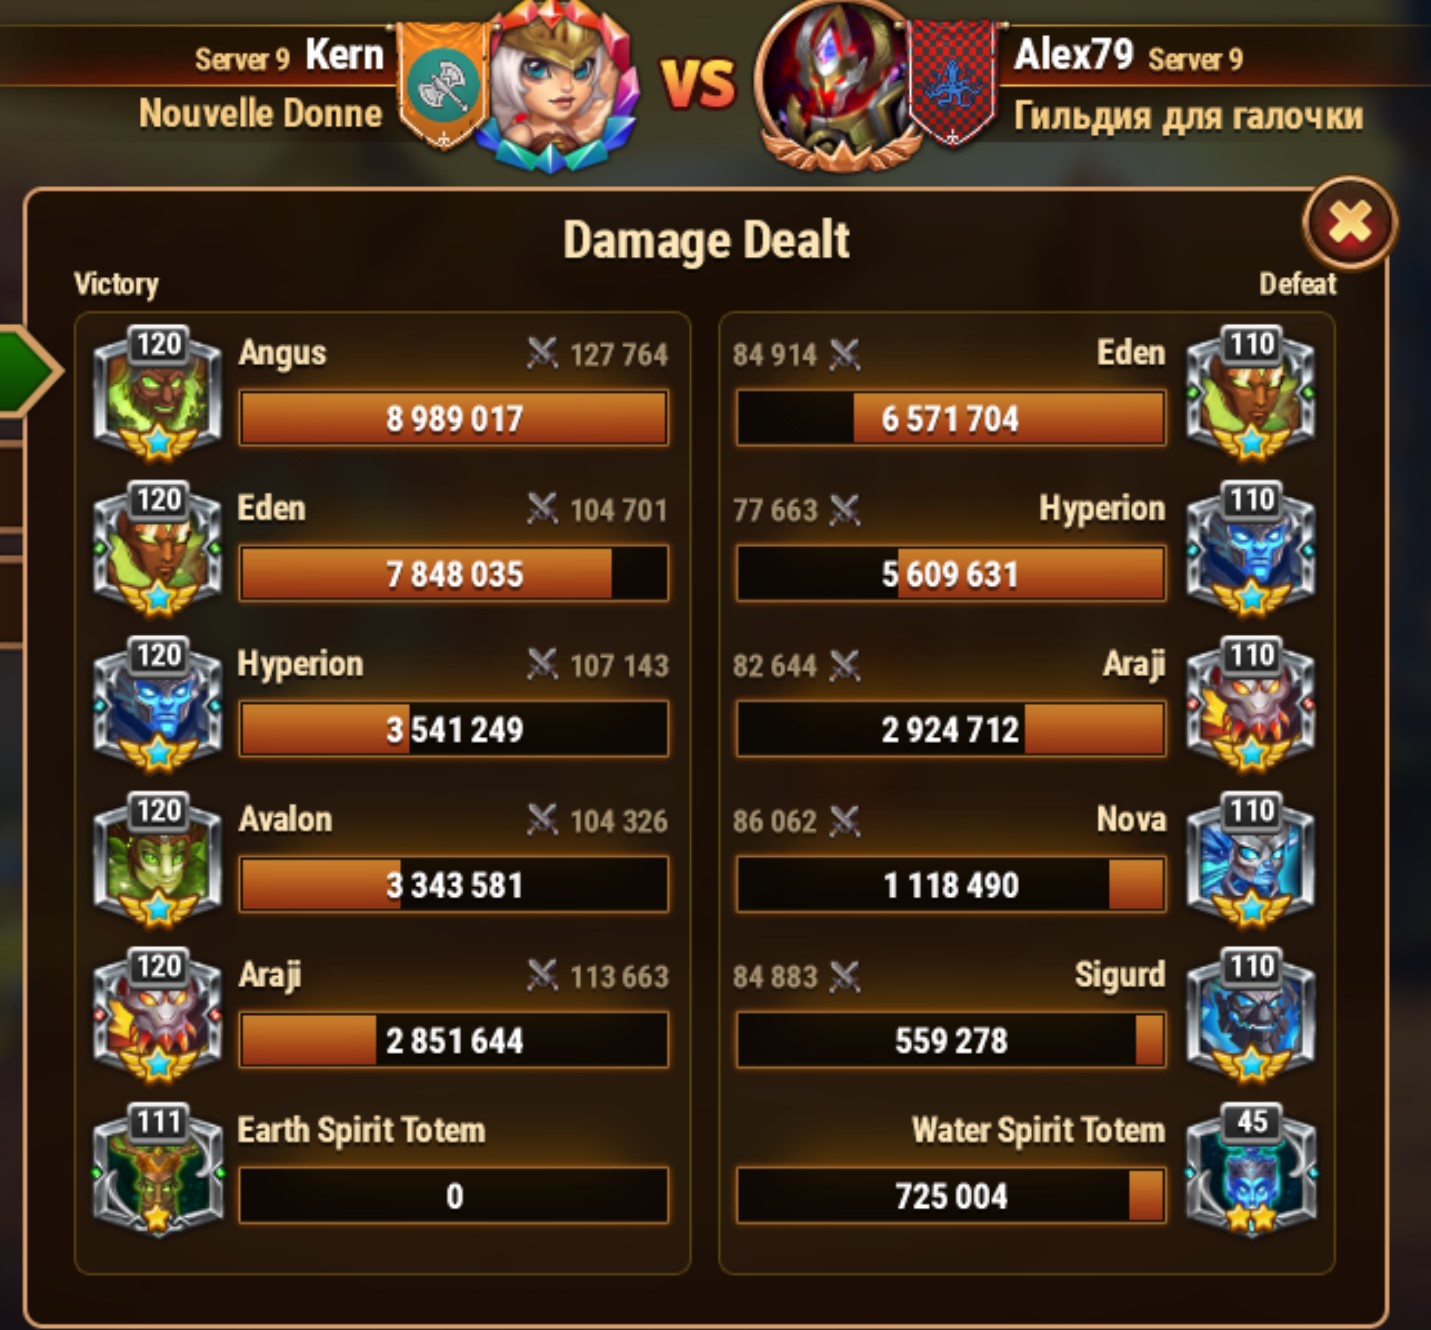 Server 9 Kern
Nouvelle Donne
VS
Alex79 Server 9
Гильдия для галочки
Damage Dealt
Victory
Defeat
120 Angus 127 764
8 989 017
84 914 Eden 110
6 571 704
120 Eden 104 701
7 848 035
77 663 Hyperion 110
5 609 631
120 Hyperion 107 143
3 541 249
82 644 Araji 110
2 924 712
120 Avalon 104 326
3 343 581
86 062 Nova 110
1 118 490
120 Araji 113 663
2 851 644
84 883 Sigurd 110
559 278
111 Earth Spirit Totem
0
Water Spirit Totem 45
725 004